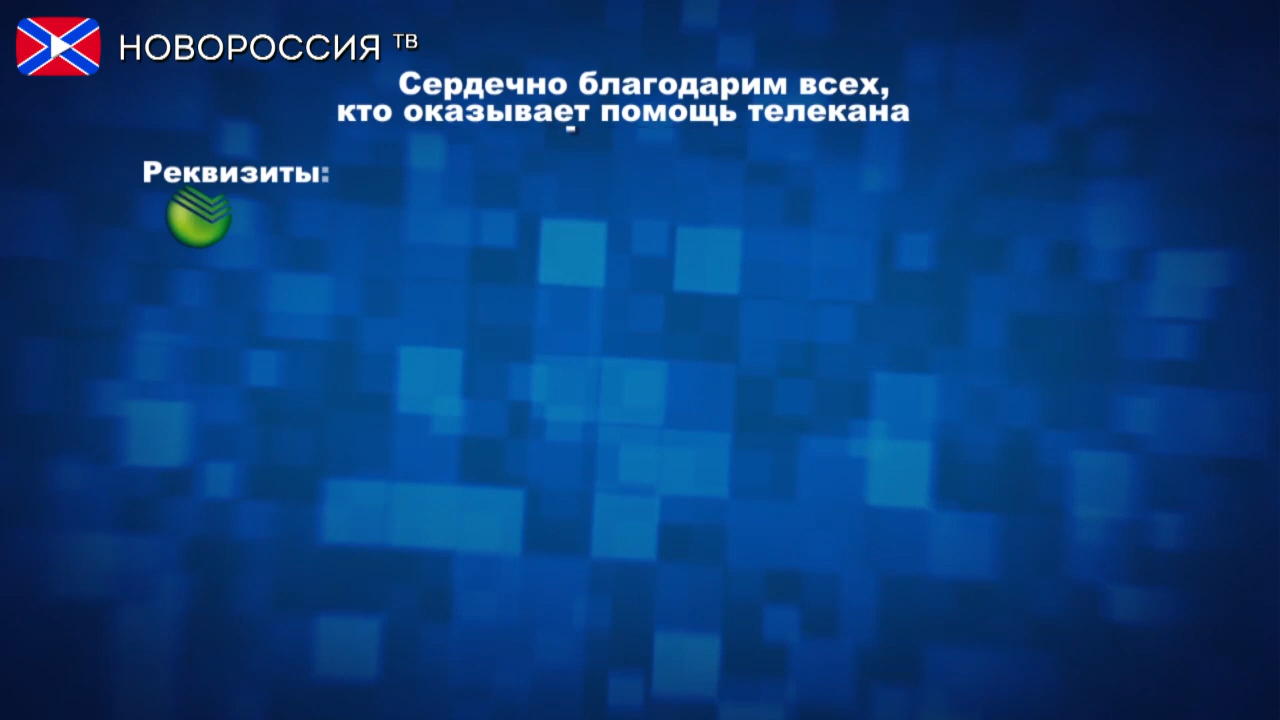 НОВОРОССИЯ ТВ
Сердечно благодарим всех,
кто оказывает помощь телекана
Реквизиты: